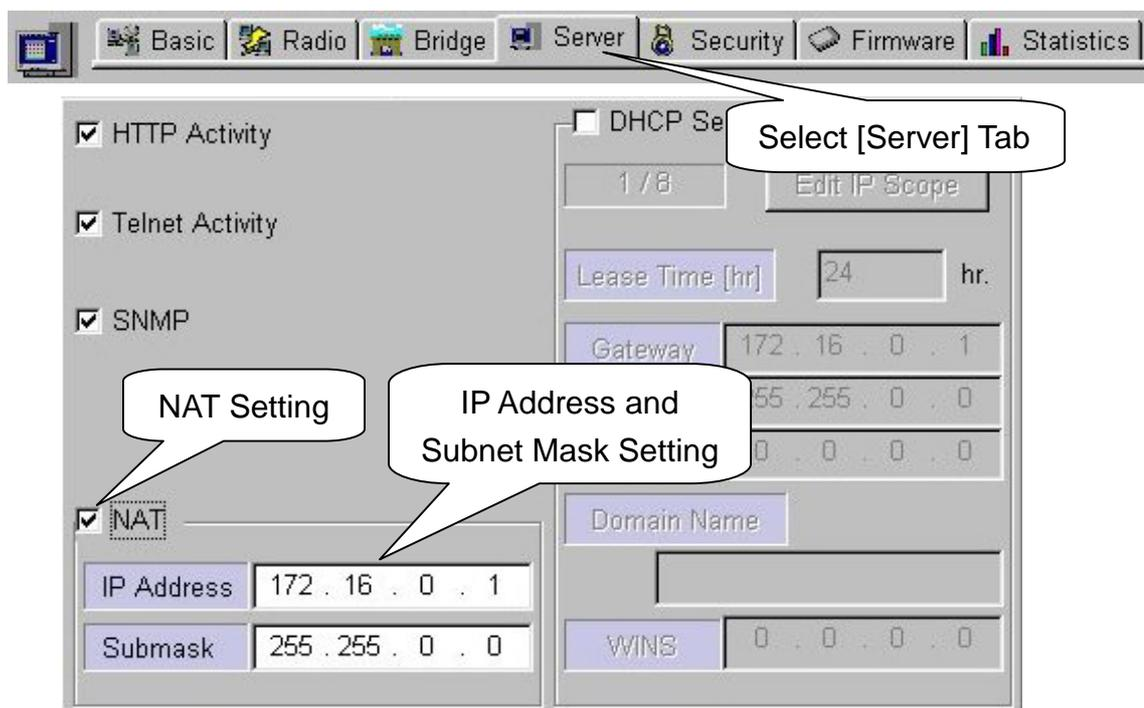 Basic Radio Bridge Server Security Firmware Statistics
Select [Server] Tab
HTTP Activity
Telnet Activity
SNMP
NAT Setting
IP Address and
Subnet Mask Setting
NAT
IP Address 172 . 16 . 0 . 1
Submask 255 . 255 . 0 . 0
DHCP Se
1 / 8 Edit IP Scope
Lease Time [hr] 24 hr.
Gateway 172 . 16 . 0 . 1
55 . 255 . 0 . 0
0 . 0 . 0 . 0
Domain Name
WINS 0 . 0 . 0 . 0